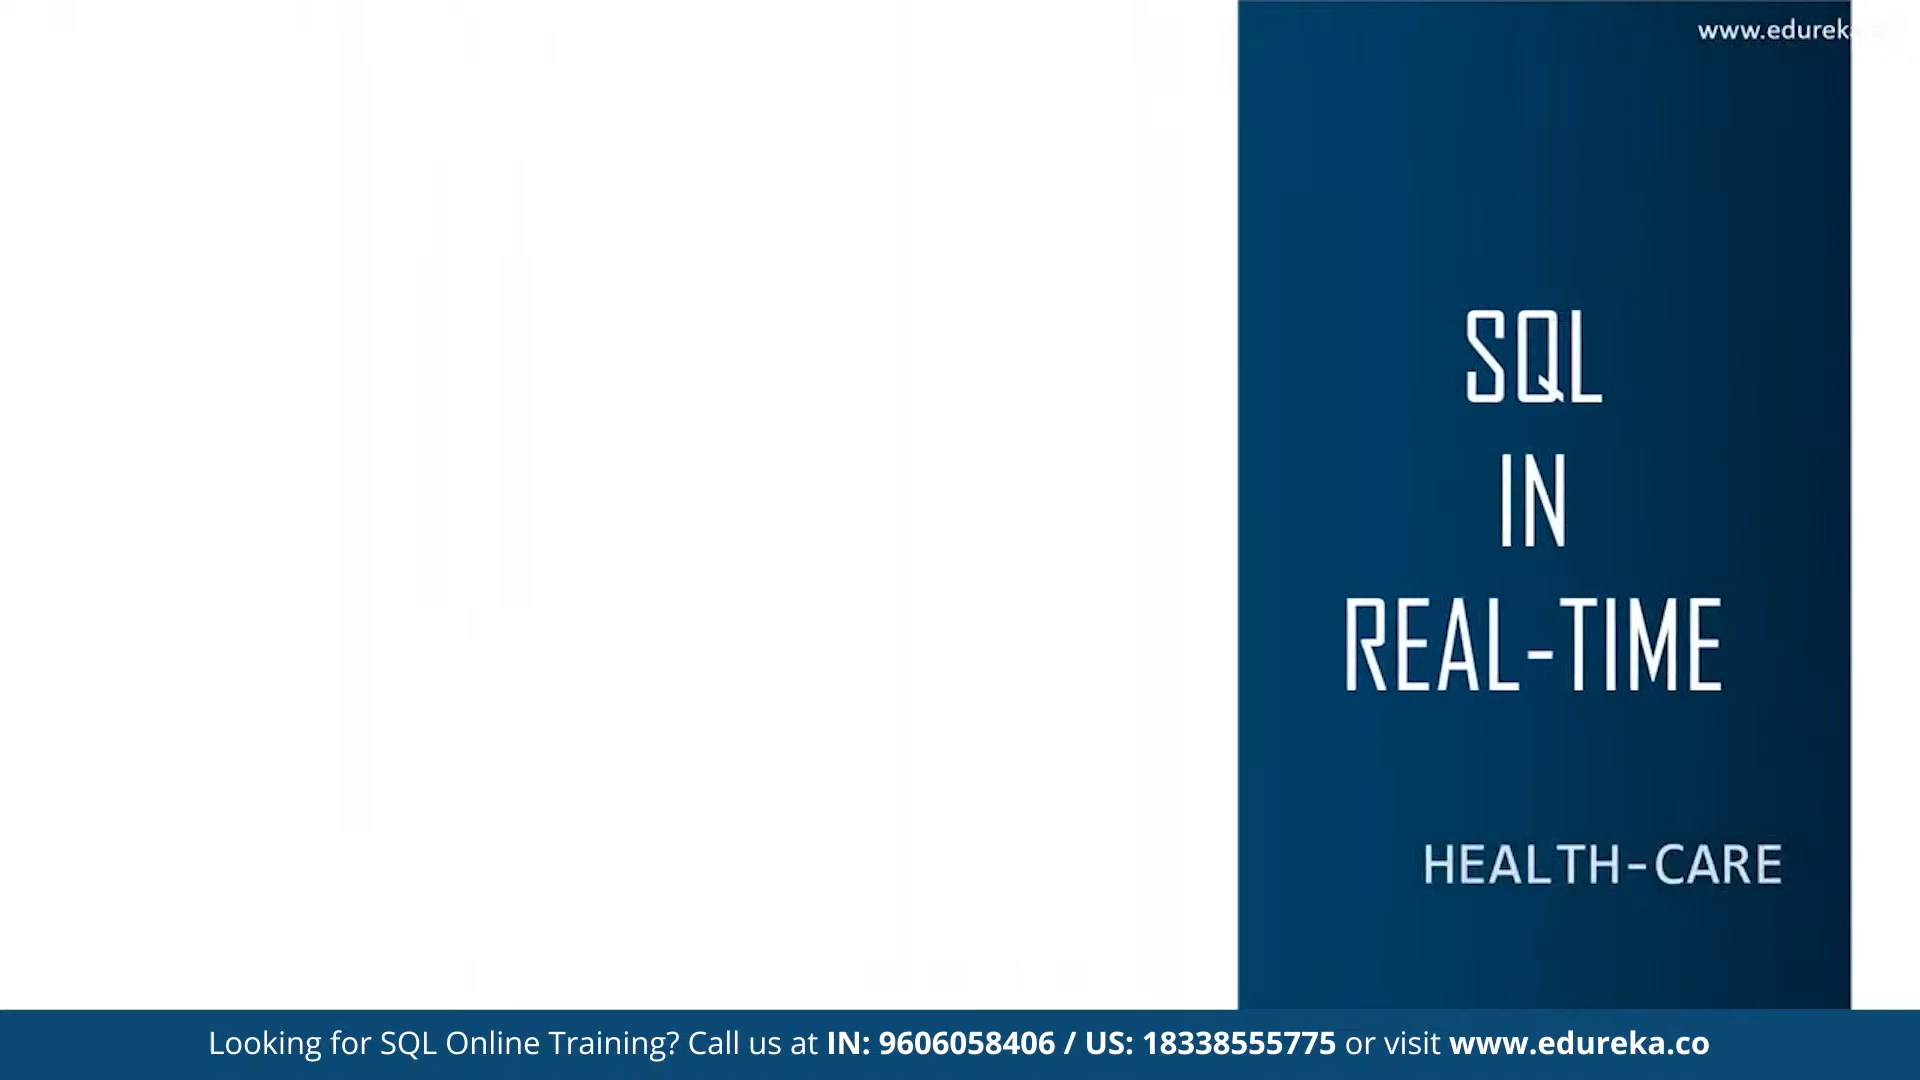 www.edurek
SQL
IN
REAL-TIME
HEALTH-CARE
Looking for SQL Online Training? Call us at IN: 9606058406 / US: 18338555775 or visit www.edureka.co